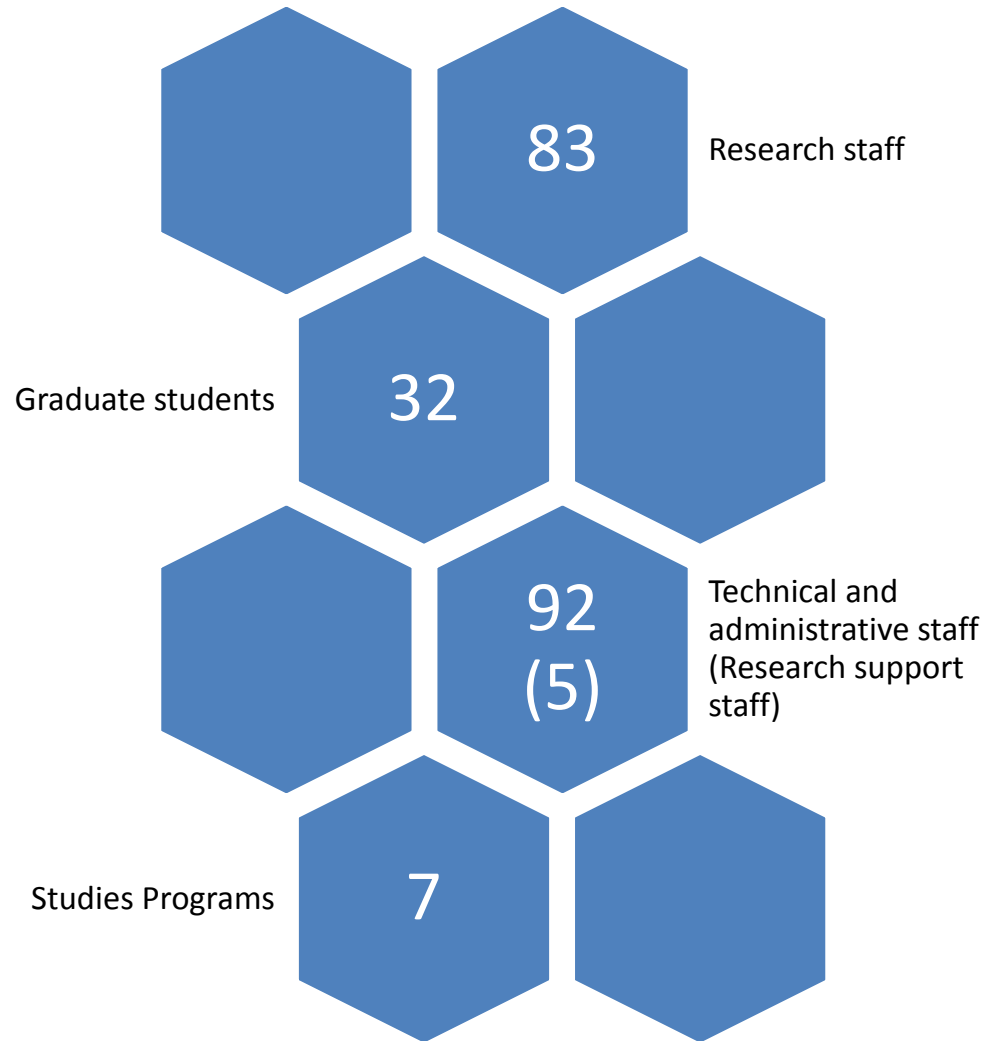 83
Research staff
Graduate students
32
92
(5)
Technical and
administrative staff
(Research support
staff)
Studies Programs
7